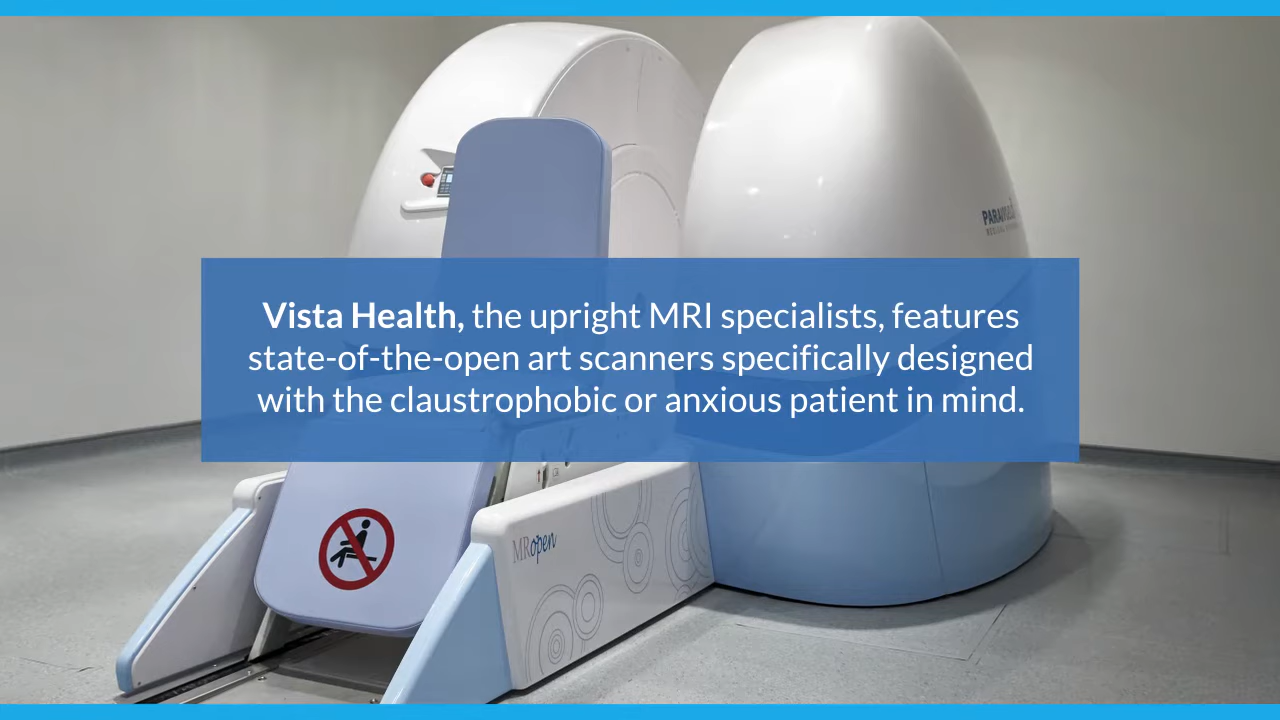 PARAmed
Vista Health, the upright MRI specialists, features
state-of-the-open art scanners specifically designed
with the claustrophobic or anxious patient in mind.
MRopen